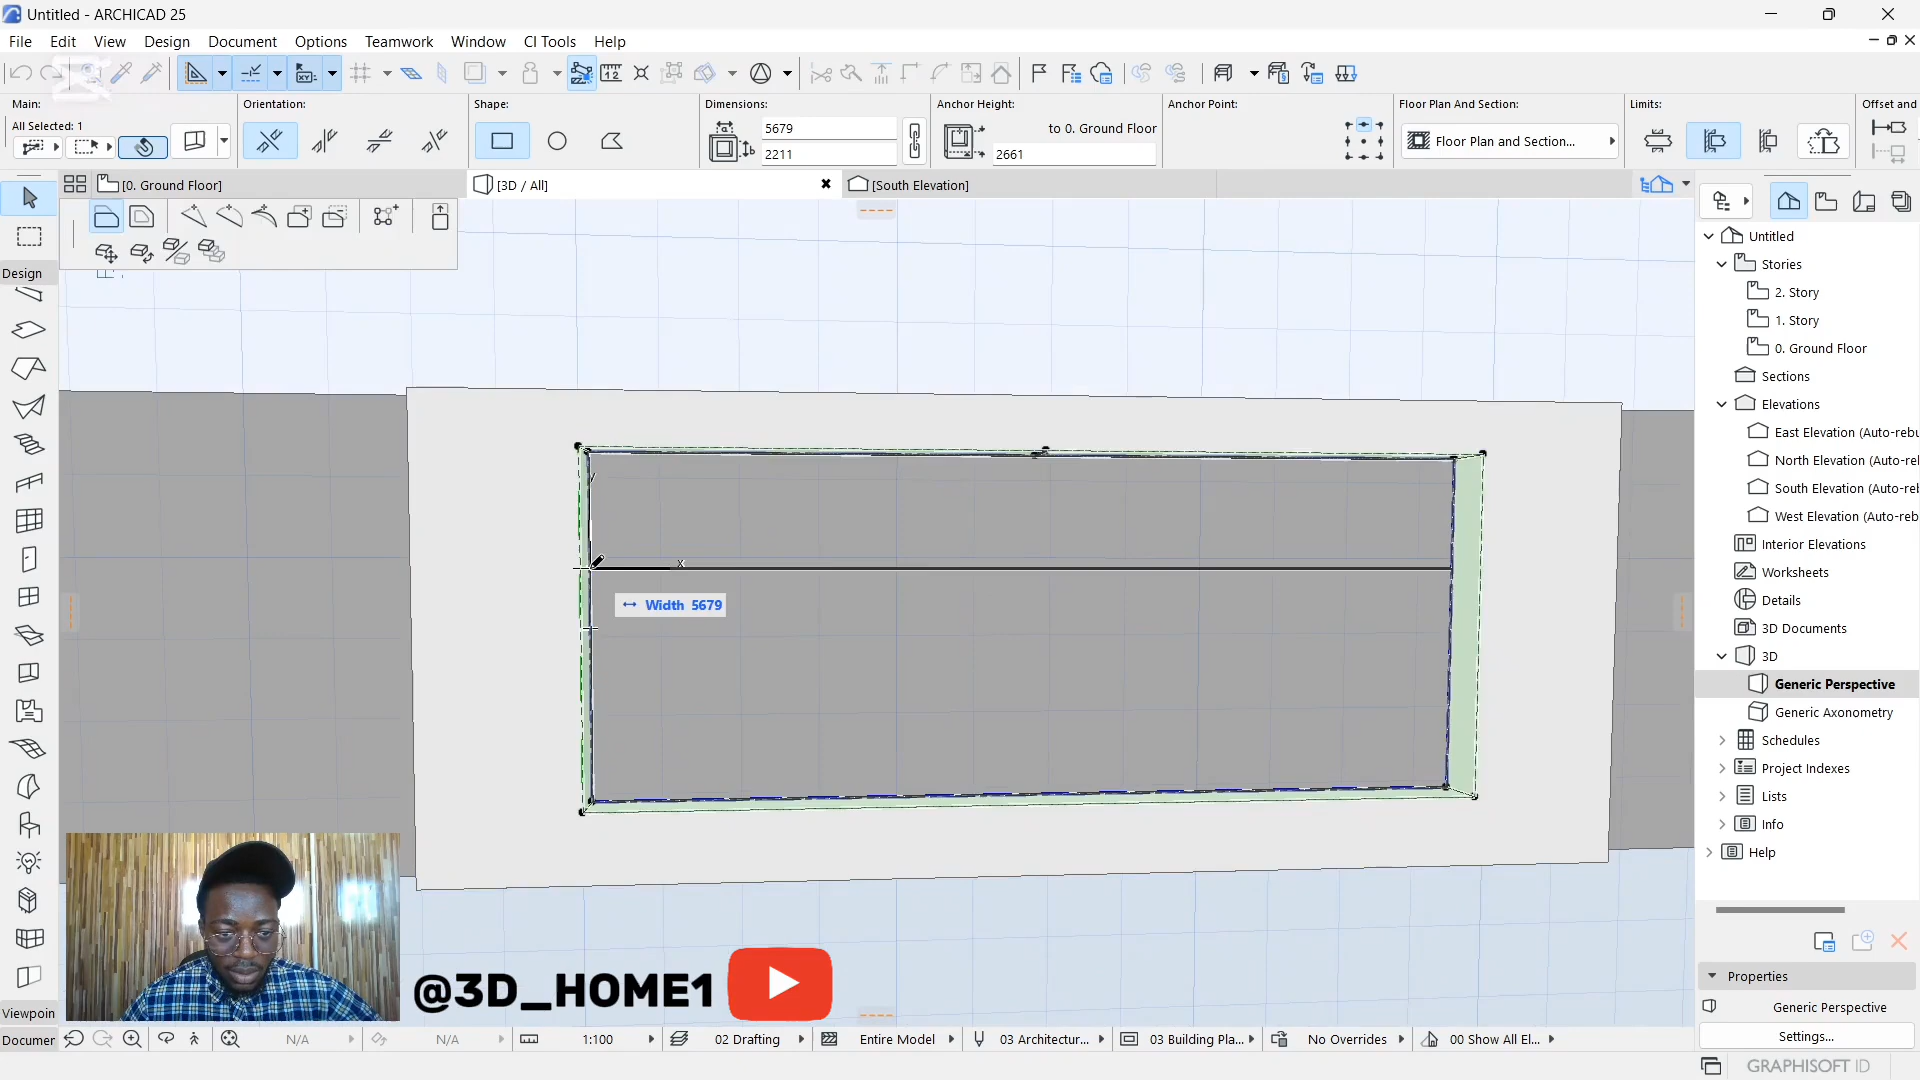 Untitled - ARCHICAD 25
File Edit View Design Document Options Teamwork Window CI Tools Help
Main:
All Selected: 1
Orientation:
Shape:
Dimensions:
5679
2211
Anchor Height:
to 0. Ground Floor
2661
Anchor Point:
Floor Plan And Section:
Floor Plan and Section...
Limits:
Offset and
[0. Ground Floor]
[3D / All]
[South Elevation]
Design
Viewpoin
Documer
x
Width 5679
@3D_HOME1
Untitled
Stories
2. Story
1. Story
0. Ground Floor
Sections
Elevations
East Elevation (Auto-rebu
North Elevation (Auto-rel
South Elevation (Auto-rel
West Elevation (Auto-reb
Interior Elevations
Worksheets
Details
3D Documents
3D
Generic Perspective
Generic Axonometry
Schedules
Project Indexes
Lists
Info
Help
Properties
Generic Perspective
Settings...
N/A
N/A
1:100
02 Drafting
Entire Model
03 Architectur...
03 Building Pla...
No Overrides
00 Show All El...
GRAPHISOFT ID